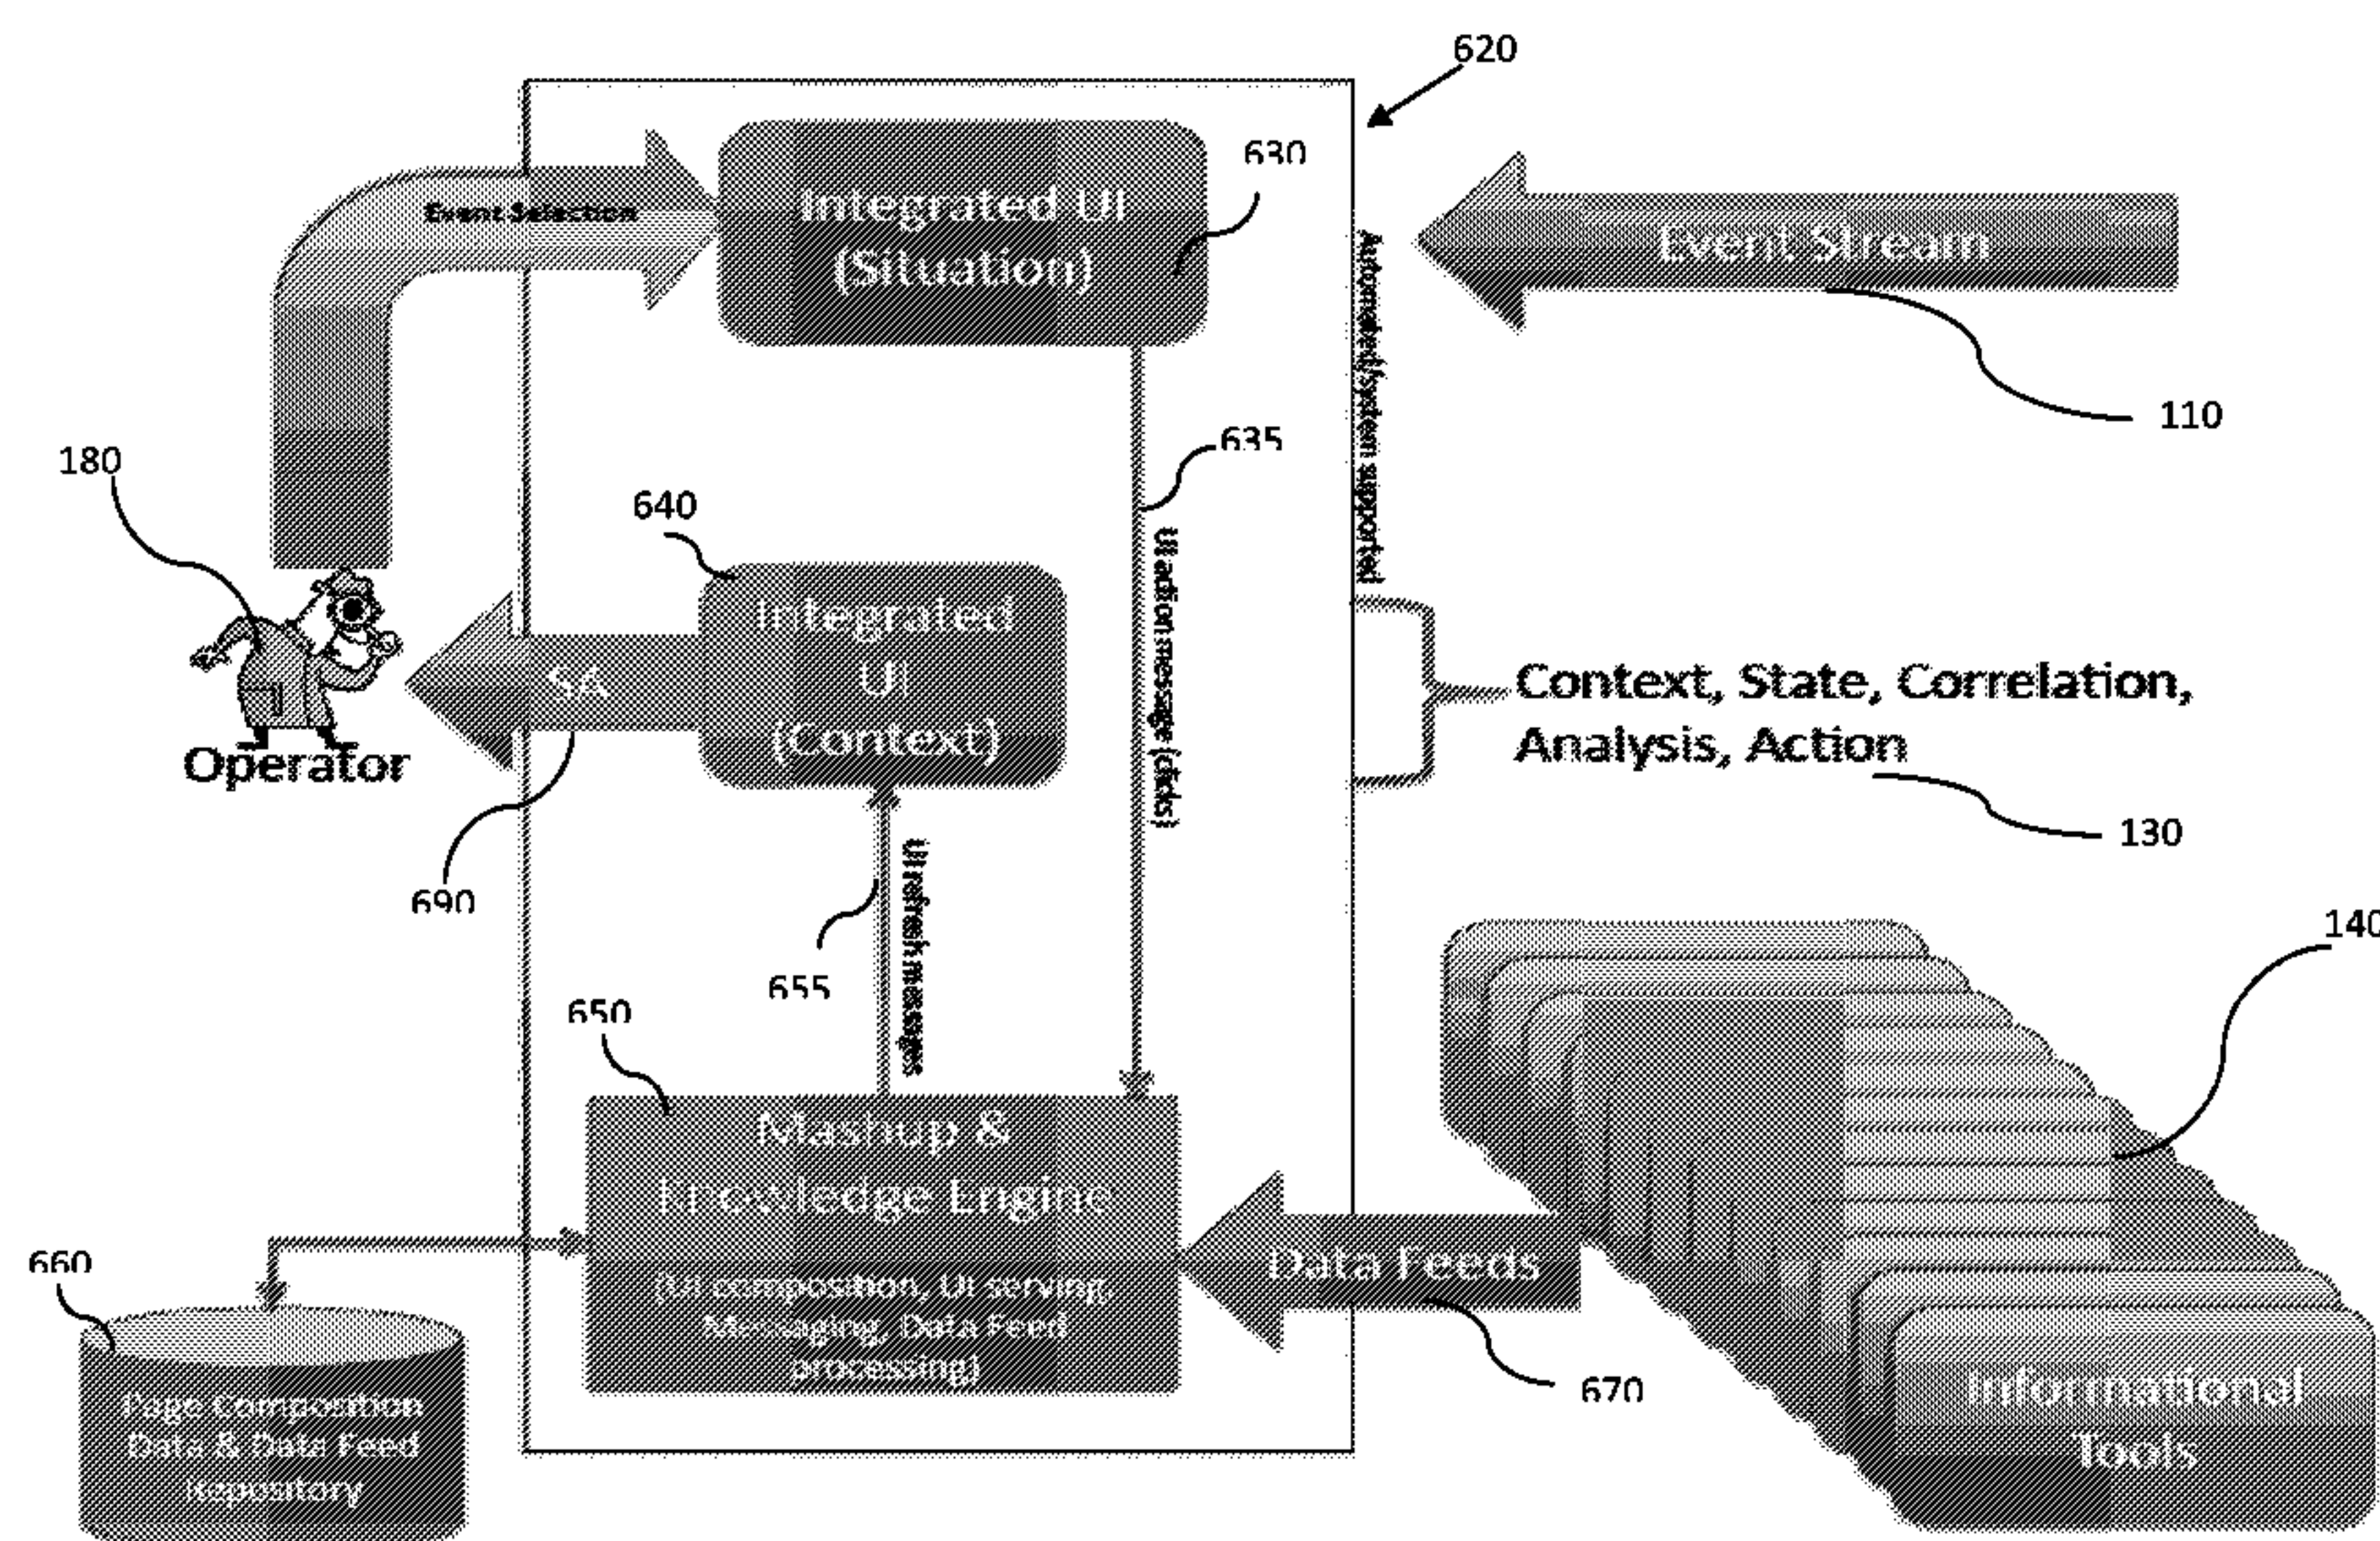 620
630
Integrated UI
(Situation)
Event Selection
Event Stream
Automated/system supported
110
635
180
640
UI action message (clicks)
Integrated
UI
(Context)
SA
Operator
Context, State, Correlation,
Analysis, Action
130
690
UI refresh messages
655
140
650
Mashup &
Knowledge Engine
(UI composition, UI serving,
Messaging, Data Feed
processing)
Data Feeds
660
670
Page Composition
Data & Data Feed
Repository
Informational
Tools